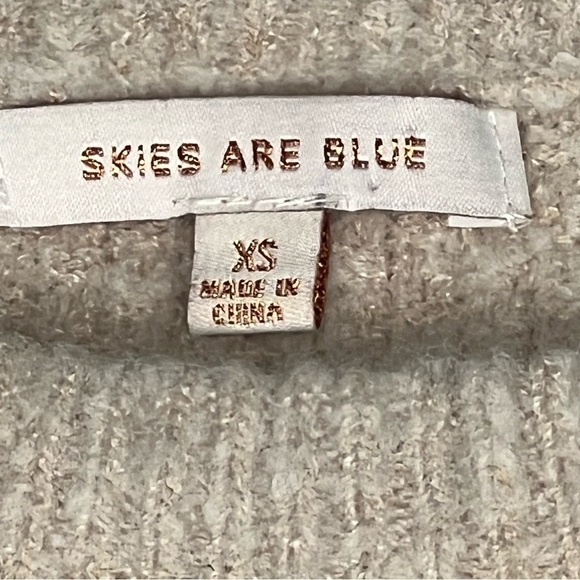 SKIES ARE BLUE
XS
MADE IN
CHINA